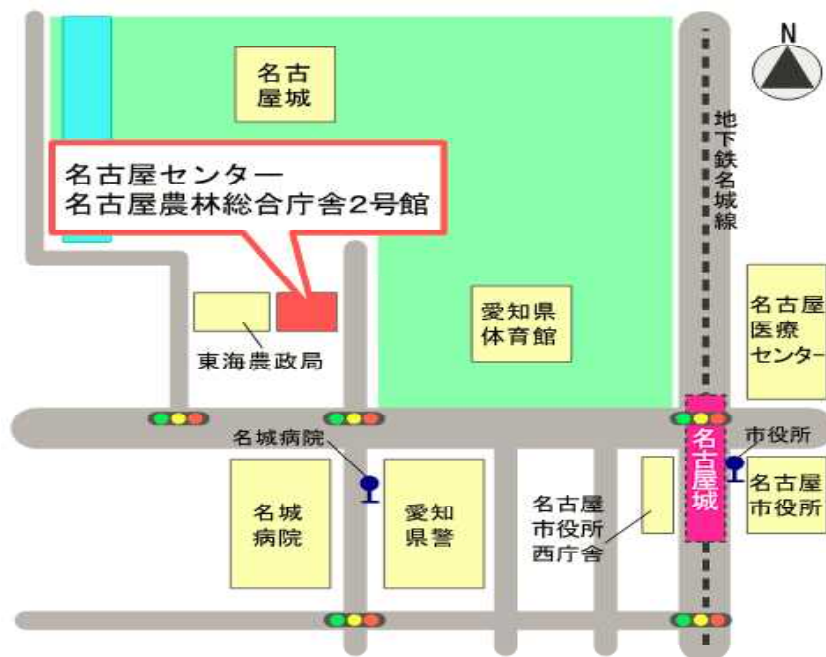 N
名古
屋城
地下鉄名城線
名古屋センター
名古屋農林総合庁舎2号館
名古屋
医療
センター
愛知県
体育館
東海農政局
名城病院
市役所
名古屋城
名城
病院
愛知
県警
名古屋
市役所
西庁舎
名古屋
市役所